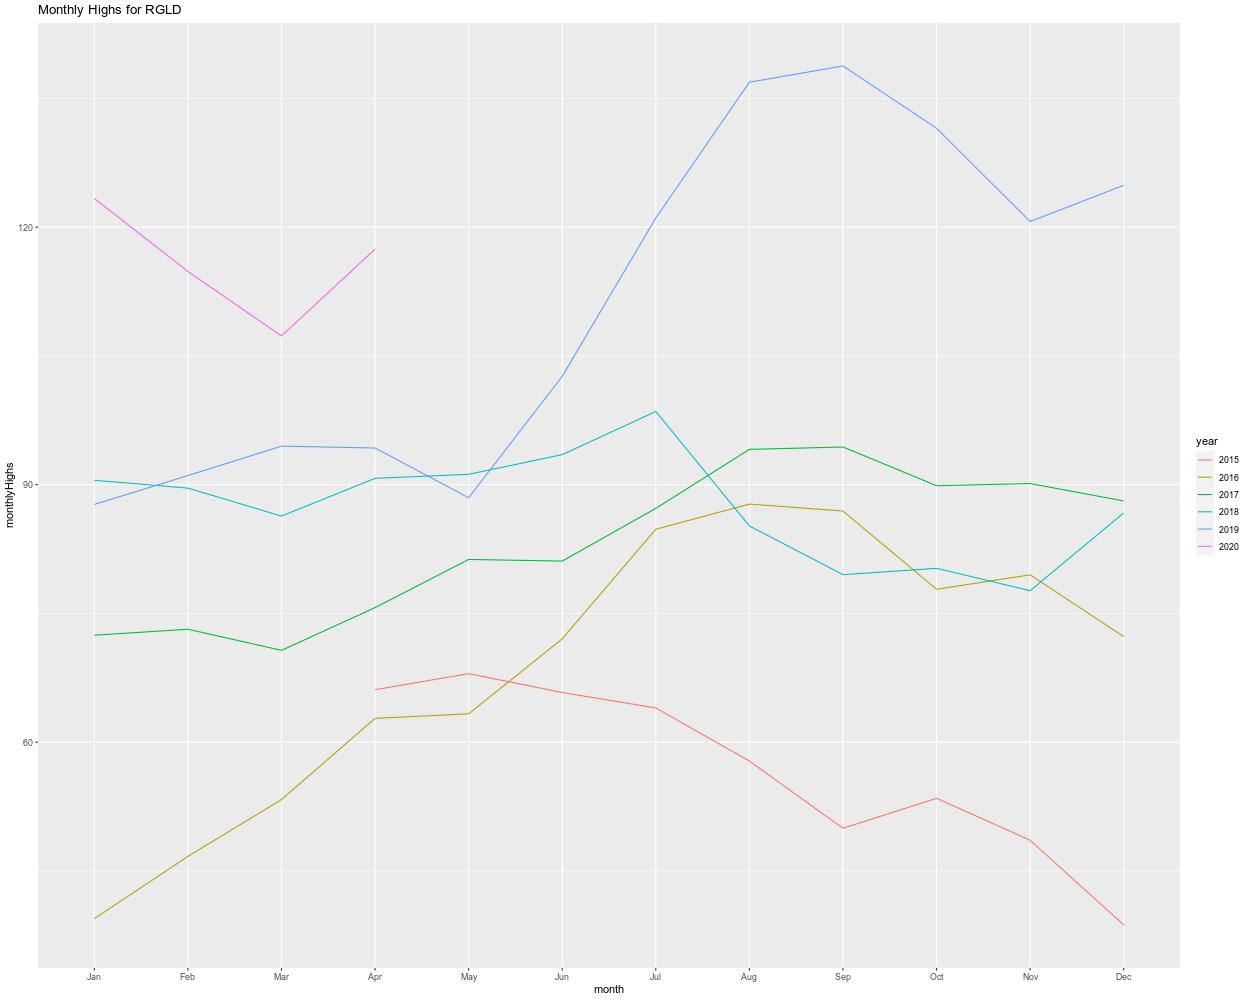 Monthly Highs for RGLD
monthlyHighs
120
90
60
Jan Feb Mar Apr May Jun Jul Aug Sep Oct Nov Dec
month
year
2015
2016
2017
2018
2019
2020